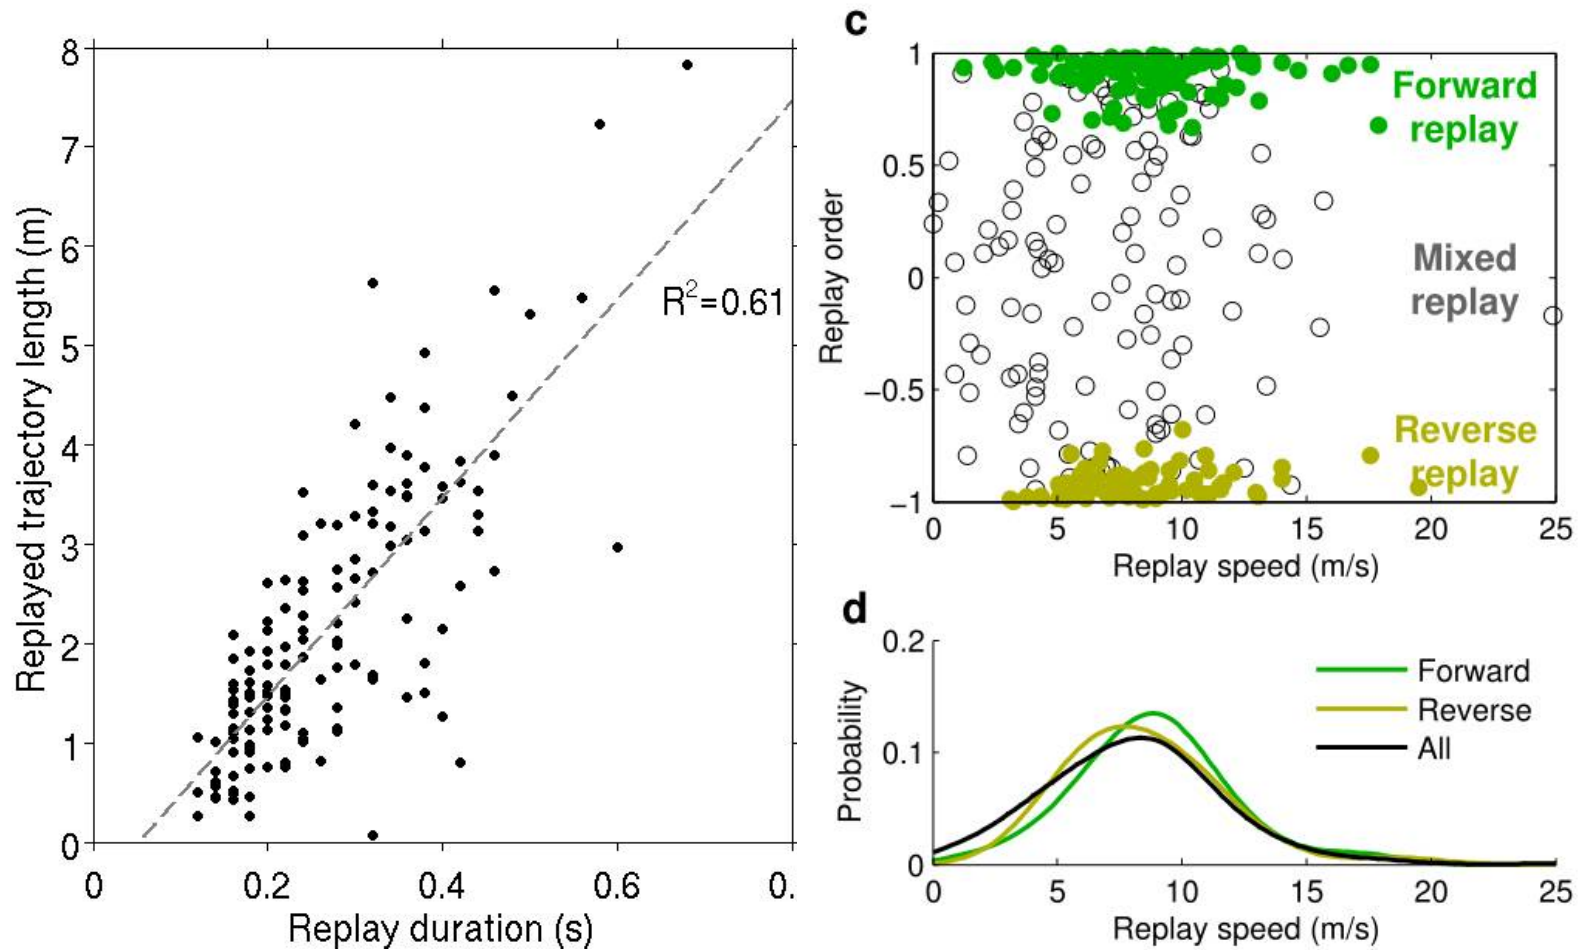 8
7
6
5
4
3
2
1
0
Replayed trajectory length (m)
R²=0.61
0
0.2
0.4
0.6
0.
Replay duration (s)
c
1
0.5
0
−0.5
−1
Replay order
Forward
replay
Mixed
replay
Reverse
replay
0
5
10
15
20
25
Replay speed (m/s)
d
0.2
0.1
0
Probability
Forward
Reverse
All
0
5
10
15
20
25
Replay speed (m/s)